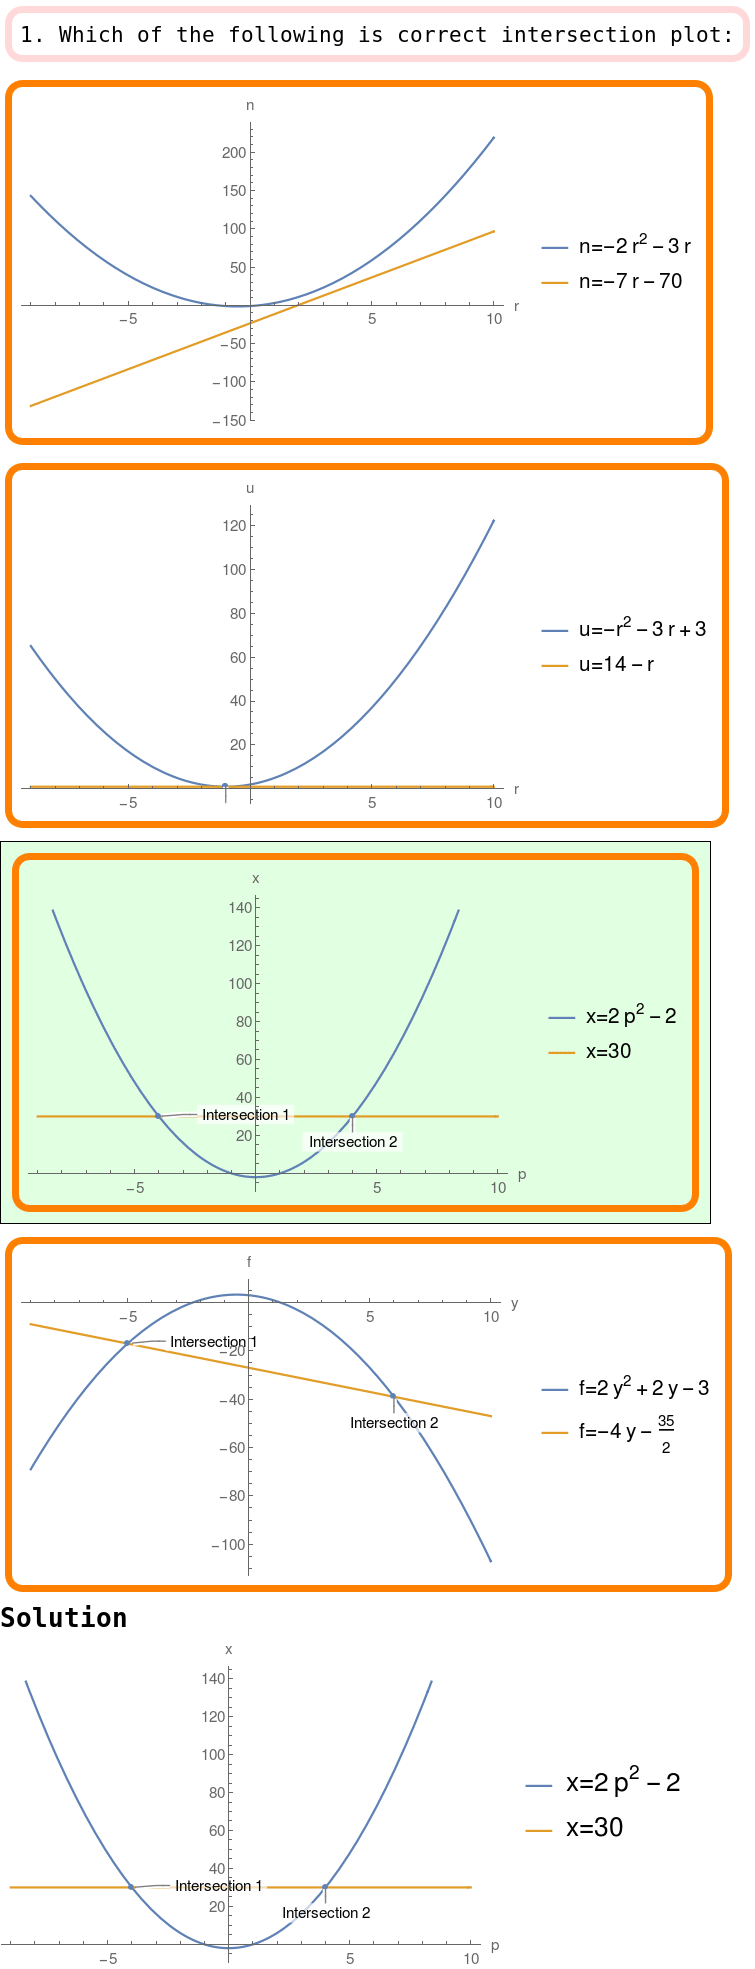 1. Which of the following is correct intersection plot:
n
200
150
100
50
−5 5 10 r
−50
−100
−150
n=−2 r² − 3 r
n=−7 r − 70
u
120
100
80
60
40
20
−5 5 10 r
u=−r² − 3 r + 3
u=14 − r
x
140
120
100
80
60
40
Intersection 1
20 Intersection 2
−5 5 10 p
x=2 p² − 2
x=30
f
−5 5 10 y
Intersection 1
−20
−40
Intersection 2
−60
−80
−100
f=2 y² + 2 y − 3
f=−4 y − 35/2
Solution
x
140
120
100
80
60
40
Intersection 1
20 Intersection 2
−5 5 10 p
x=2 p² − 2
x=30